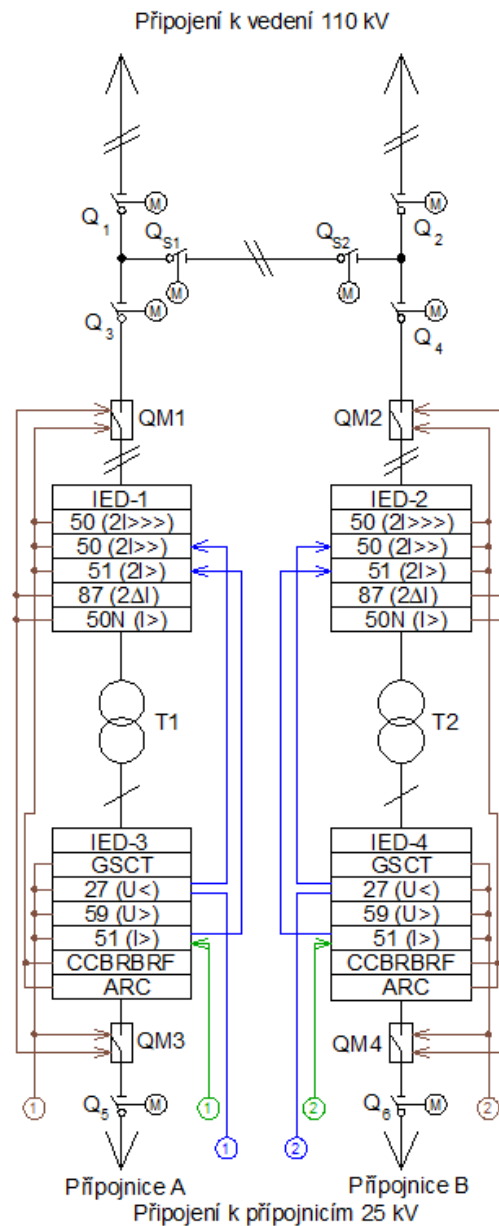 Připojení k vedení 110 kV
M M
Q1 QS1 QS2 Q2
M M
M M
Q3 Q4
QM1 QM2
IED-1 IED-2
50 (2I>>>) 50 (2I>>>)
50 (2I>>) 50 (2I>>)
51 (2I>) 51 (2I>)
87 (2ΔI) 87 (2ΔI)
50N (I>) 50N (I>)
T1 T2
IED-3 IED-4
GSCT GSCT
27 (U<) 27 (U<)
59 (U>) 59 (U>)
51 (I>) 51 (I>)
CCBRBRF CCBRBRF
ARC ARC
QM3 QM4
1 Q5 M 1 2 Q6 M 2
1 2
Přípojnice A Přípojnice B
Připojení k přípojnicím 25 kV